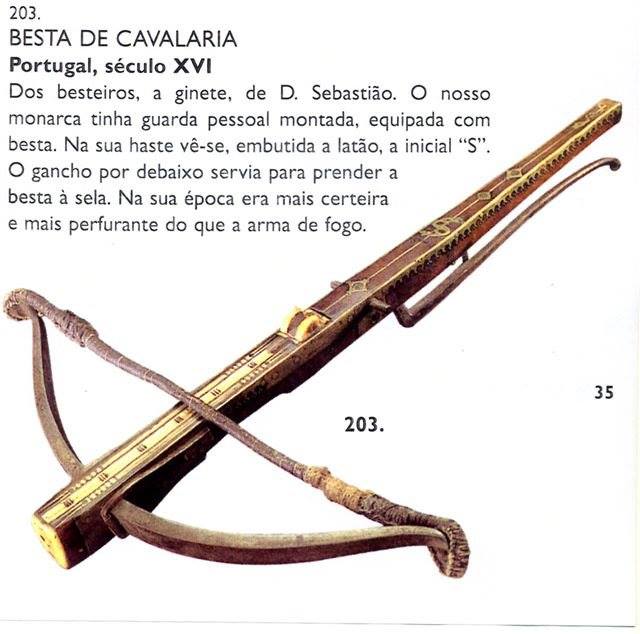 203.
BESTA DE CAVALARIA
Portugal, século XVI
Dos besteiros, a ginete, de D. Sebastião. O nosso
monarca tinha guarda pessoal montada, equipada com
besta. Na sua haste vê-se, embutida a latão, a inicial “S”.
O gancho por debaixo servia para prender a
besta à sela. Na sua época era mais certeira
e mais perfurante do que a arma de fogo.
35
203.